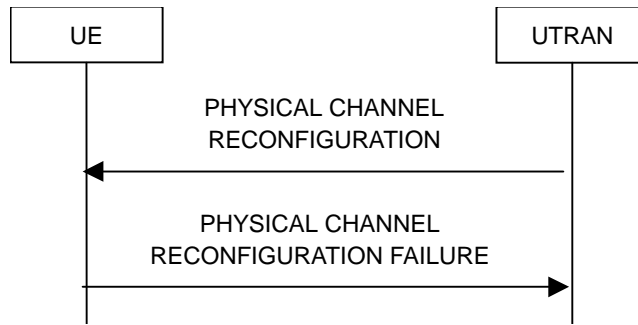 UE
UTRAN
PHYSICAL CHANNEL
RECONFIGURATION
PHYSICAL CHANNEL
RECONFIGURATION FAILURE